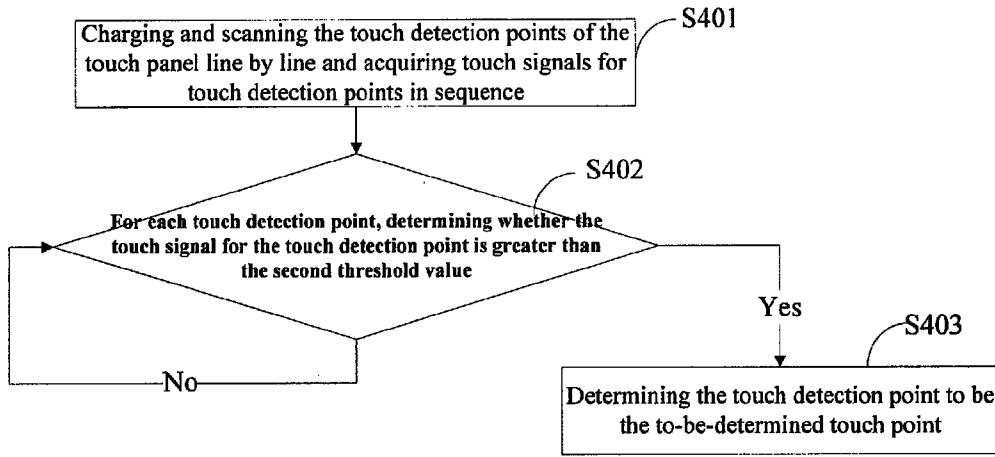 S401
Charging and scanning the touch detection points of the
touch panel line by line and acquiring touch signals for
touch detection points in sequence
S402
For each touch detection point, determining whether the
touch signal for the touch detection point is greater than
the second threshold value
Yes
No
S403
Determining the touch detection point to be
the to-be-determined touch point